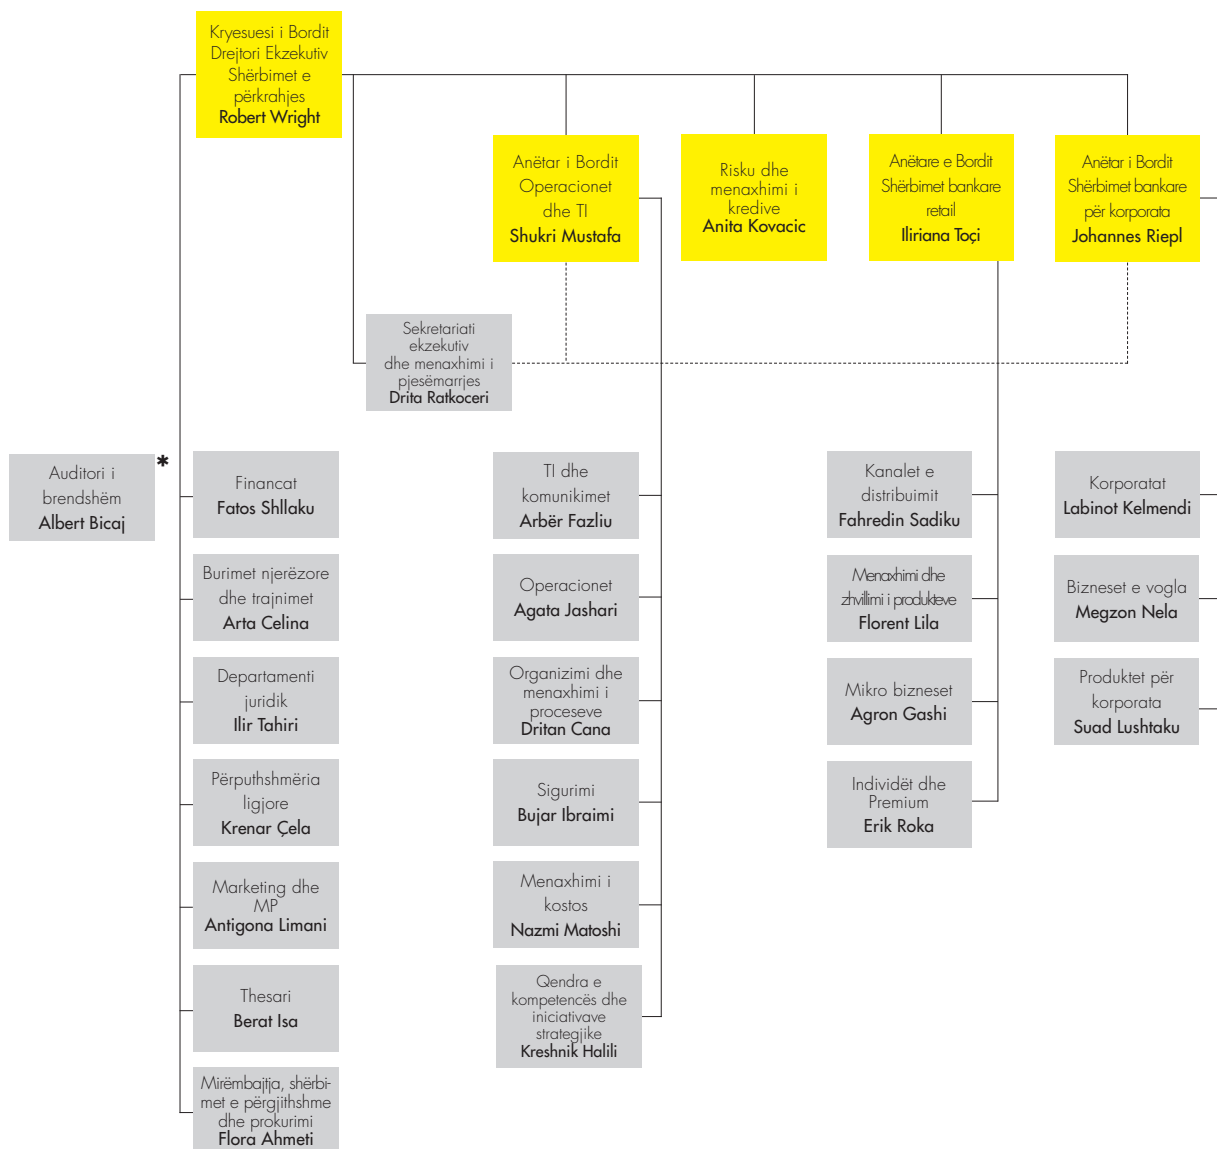 Kryesuesi i Bordit
Drejtori Ekzekutiv
Shërbimet e
përkrahjes
Robert Wright
Anëtar i Bordit
Operacionet
dhe TI
Shukri Mustafa
Risku dhe
menaxhimi i
kredive
Anita Kovacic
Anëtare e Bordit
Shërbimet bankare
retail
Iliriana Toçi
Anëtar i Bordit
Shërbimet bankare
për korporata
Johannes Riepl
Sekretariati
ekzekutiv
dhe menaxhimi i
pjesëmarrjes
Drita Ratkoceri
Auditori i
brendshëm
Albert Bicaj
*
Financat
Fatos Shllaku
Burimet njerëzore
dhe trajnimet
Arta Celina
Departamenti
juridik
Ilir Tahiri
Përputhshmëria
ligjore
Krenar Çela
Marketing dhe
MP
Antigona Limani
Thesari
Berat Isa
Mirëmbajtja, shërbi-
met e përgjithshme
dhe prokurimi
Flora Ahmeti
TI dhe
komunikimet
Arbër Fazliu
Operacionet
Agata Jashari
Organizimi dhe
menaxhimi i
proceseve
Dritan Cana
Sigurimi
Bujar Ibraimi
Menaxhimi i
kostos
Nazmi Matoshi
Qendra e
kompetencës dhe
iniciativave
strategjike
Kreshnik Halili
Kanalet e
distribuimit
Fahredin Sadiku
Menaxhimi dhe
zhvillimi i produkteve
Florent Lila
Mikro bizneset
Agron Gashi
Individët dhe
Premium
Erik Roka
Korporatat
Labinot Kelmendi
Bizneset e vogla
Megzon Nela
Produktet për
korporata
Suad Lushtaku